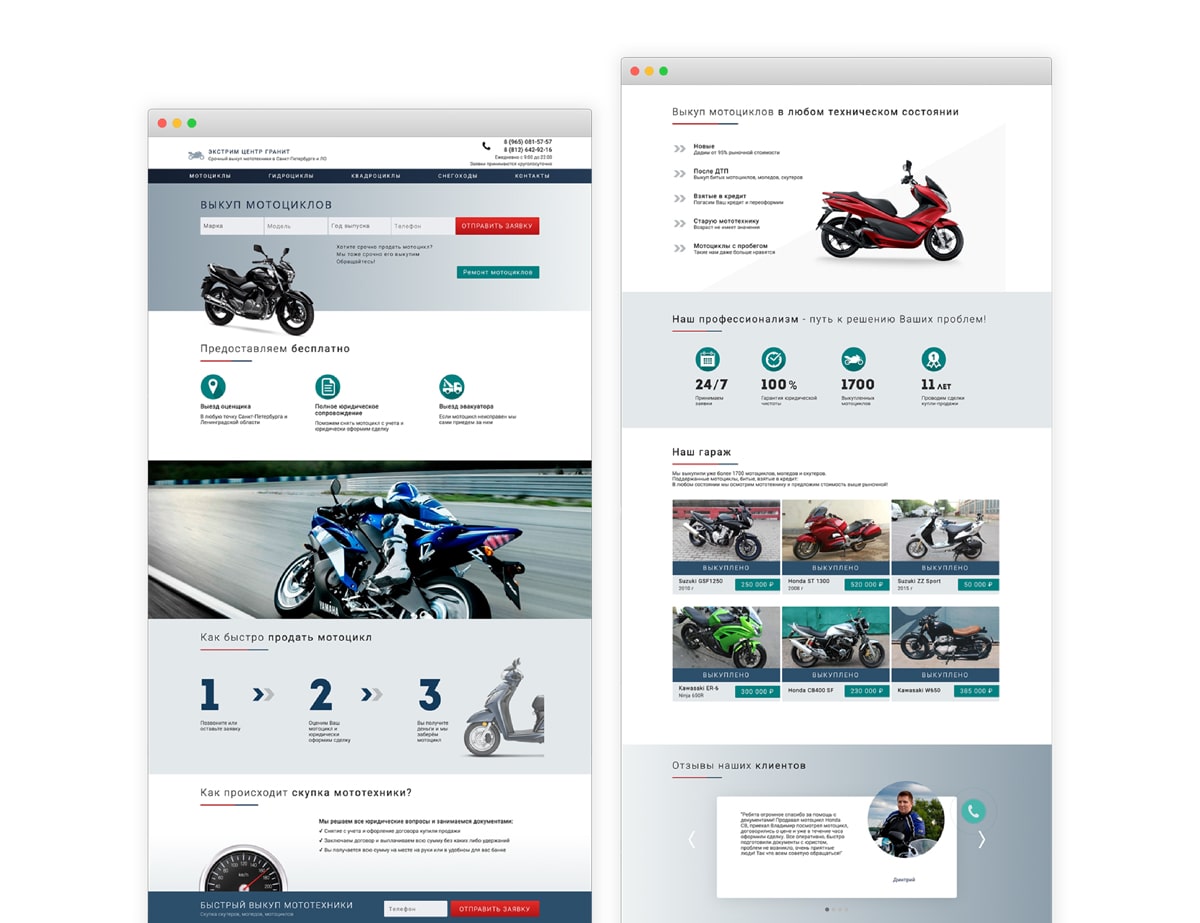 ЭКСТРИМ ЦЕНТР ГРАНИТ
Срочный выкуп мототехники в Санкт-Петербурге и ЛО
8 (965) 081-57-57
8 (812) 642-92-16
Ежедневно с 9:00 до 23:00
Заявки принимаются круглосуточно
МОТОЦИКЛЫ ГИДРОЦИКЛЫ КВАДРОЦИКЛЫ СНЕГОХОДЫ КОНТАКТЫ
ВЫКУП МОТОЦИКЛОВ
Марка Модель Год выпуска Телефон ОТПРАВИТЬ ЗАЯВКУ
Хотите срочно продать мотоцикл?
Мы тоже срочно его выкупим
Обращайтесь!
Ремонт мотоциклов
Предоставляем бесплатно
Выезд оценщика
В любую точку Санкт-Петербурга и
Ленинградской области
Полное юридическое
сопровождение
Поможем снять мотоцикл с учета и
юридически оформим сделку
Выезд эвакуатора
Если мотоцикл неисправен мы
сами приедем за ним
YAMAHA
17
Как быстро продать мотоцикл
1 2 3
Позвоните или
оставьте заявку
Оценим Ваш
мотоцикл и
юридически
оформим сделку
Вы получите
деньги и мы
заберём
мотоцикл
Как происходит скупка мототехники?
Мы решаем все юридические вопросы и занимаемся документами:
✓ Снятие с учета и оформление договора купли продажи
✓ Заключаем договор и выплачиваем всю сумму без каких либо удержаний
✓ Вы получаете всю сумму на месте на руки или в удобном для вас банке
km/h
БЫСТРЫЙ ВЫКУП МОТОТЕХНИКИ
Скупка скутеров, мопедов, мотоциклов
Телефон ОТПРАВИТЬ ЗАЯВКУ
Выкуп мотоциклов в любом техническом состоянии
Новые
Дадим от 95% рыночной стоимости
После ДТП
Выкуп битых мотоциклов, мопедов, скутеров
Взятые в кредит
Погасим Ваш кредит и переоформим
Старую мототехнику
Возраст не имеет значения
Мотоциклы с пробегом
Такие нам даже больше нравятся
Наш профессионализм - путь к решению Ваших проблем!
24/7
Принимаем
заявки
100 %
Гарантия юридической
чистоты
1700
Выкупленных
мотоциклов
11 ЛЕТ
Проводим сделки
купли-продажи
Наш гараж
Мы выкупили уже более 1700 мотоциклов, мопедов и скутеров.
Поддержанные мотоциклы, битые, взятые в кредит.
В любом состоянии мы осмотрем мототехнику и предложим стоимость выше рыночной!
ВЫКУПЛЕНО ВЫКУПЛЕНО ВЫКУПЛЕНО
Suzuki GSF1250
2010 г
250 000 ₽
Honda ST 1300
2008 г
520 000 ₽
Suzuki ZZ Sport
2015 г
50 000 ₽
ВЫКУПЛЕНО ВЫКУПЛЕНО ВЫКУПЛЕНО
Kawasaki ER-6
Ninja 650R
300 000 ₽
Honda CB400 SF
230 000 ₽
Kawasaki W650
385 000 ₽
Отзывы наших клиентов
"Ребята огромное спасибо за помощь с
документами! Продавал мотоцикл Honda
CB, приехал Владимир посмотрел мотоцикл,
договорились о цене и уже в течение часа
оформили сделку. Все оперативно. Быстро
подготовили документы с юристом,
проблем не возникло, очень приятные
люди! Так что всем советую обращаться!"
Дмитрий